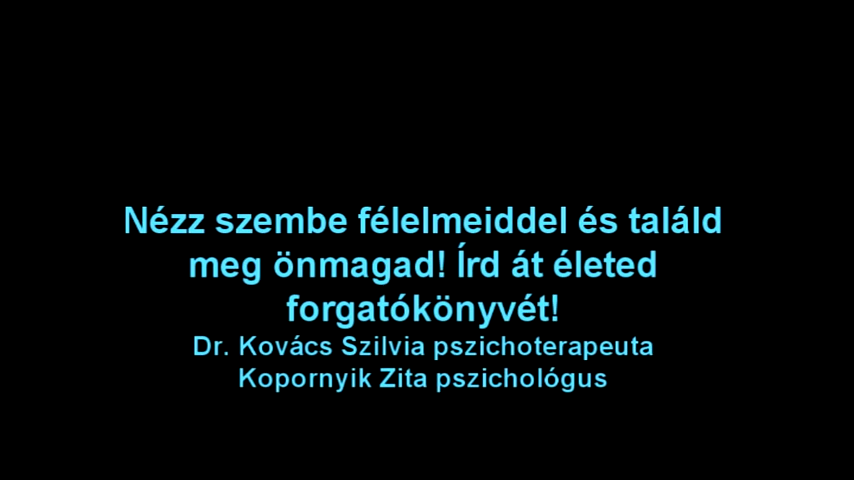 Nézz szembe félelmeiddel és találd
meg önmagad! Írd át életed
forgatókönyvét!
Dr. Kovács Szilvia pszichoterapeuta
Kopornyik Zita pszichológus